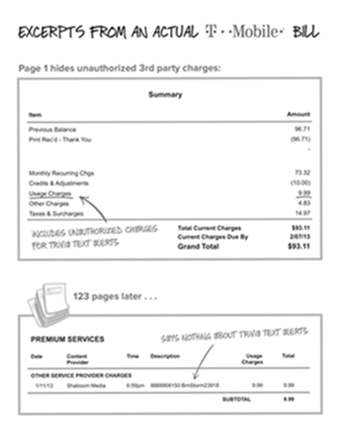 EXCERPTS FROM AN ACTUAL T··Mobile· BILL
Page 1 hides unauthorized 3rd party charges:
Summary
Item Amount
Previous Balance 96.71
Pmt Rec'd - Thank You (96.71)
-
Monthly Recurring Chgs 73.32
Credits & Adjustments (10.00)
Usage Charges 9.99
Other Charges 4.83
Taxes & Surcharges 14.97
INCLUDES UNAUTHORIZED CHARGES
FOR TRIVIA TEXT ALERTS
Total Current Charges $93.11
Current Charges Due By 2/07/13
Grand Total $93.11
123 pages later . . .
SAYS NOTHING ABOUT TRIVIA TEXT ALERTS
PREMIUM SERVICES
Date Content Provider Time Description Usage Charges Total
OTHER SERVICE PROVIDER CHARGES
1/11/13 Shaboom Media 6:59pm 8888906150 BrnStorm23918 9.99 9.99
SUBTOTAL 9.99